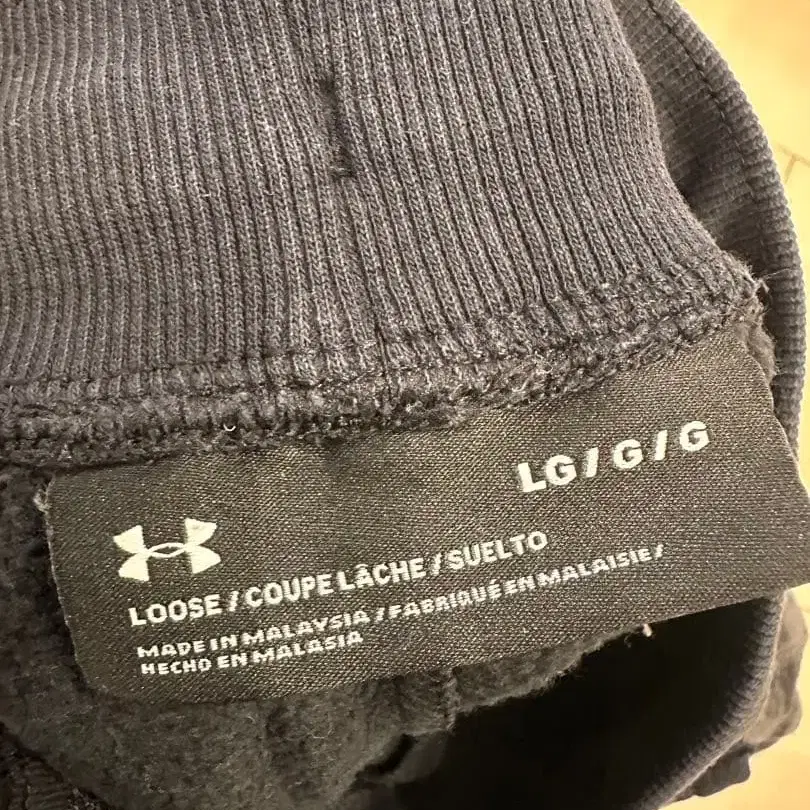 LG / G / G
LOOSE / COUPE LÂCHE / SUELTO
MADE IN MALAYSIA / FABRIQUÉ EN MALAISIE /
HECHO EN MALASIA